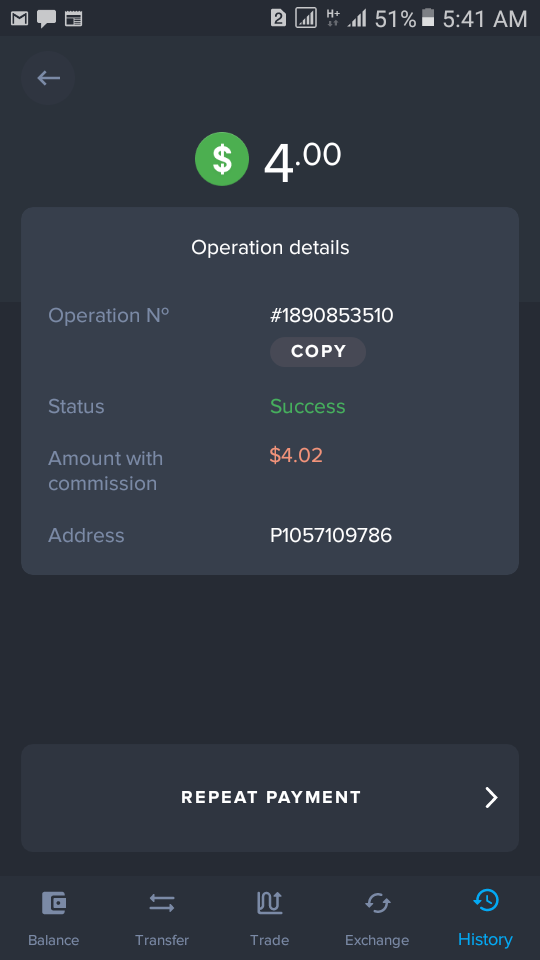 2 H+ 51% 5:41 AM
$ 4.00
Operation details
Operation Nº #1890853510
COPY
Status Success
Amount with $4.02
commission
Address P1057109786
REPEAT PAYMENT
Balance Transfer Trade Exchange History